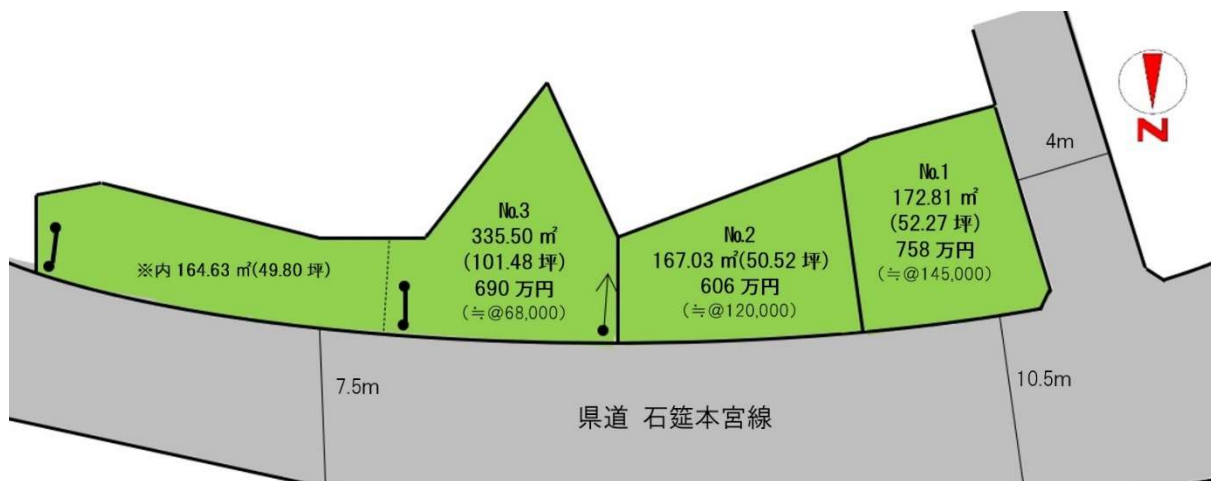 No.1
172.81 ㎡
(52.27 坪)
758 万円
(≒@145,000)
No.2
167.03 ㎡(50.52 坪)
606 万円
(≒@120,000)
No.3
335.50 ㎡
(101.48 坪)
690 万円
(≒@68,000)
※内 164.63 ㎡(49.80 坪)
4m
N
7.5m
10.5m
県道 石筵本宮線